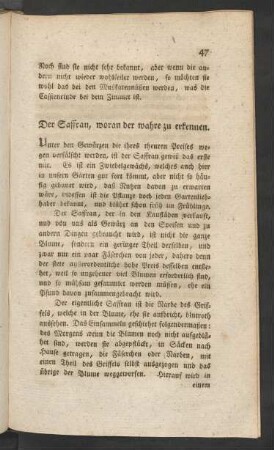 47
Noch sind sie nicht sehr bekannt, aber wenn die an-
dern nicht wieder wohlfeiler werden, so möchten sie
wohl das bei den Muskatennüssen werden, was die
Cassienrinde bei dem Zimmt ist.
Der Saffran, woran der wahre zu erkennen.
Unter den Gewürzen die ihres theuren Preises we-
gen verfälscht werden, ist der Saffran gewiß das erste
mit. Es ist ein Zwiebelgewächs, welches auch hier
in unsern Gärten gut fort kömmt, aber nicht so häu-
fig gebauet wird, daß Nutzen davon zu erwarten
wäre, indessen ist die Pflanze doch jedem Gartenlieb-
haber bekannt, und blühet schon früh im Frühlinge.
Der Saffran, der in den Kaufläden verkauft,
und von uns als Gewürz an den Speisen und zu
andern Dingen gebraucht wird, ist nicht die ganze
Blume, sondern ein geringer Theil derselben, und
zwar nur ein paar Fäserchen von jeder, daher denn
der stets außerordentliche hohe Preis desselben entste-
het, weil so ungeheuer viel Blumen erforderlich sind,
und so mühsam gesammlet werden müssen, ehe ein
Pfund davon zusammengebracht wird.
Der eigentliche Saffran ist die Narbe des Grif-
fels, welche in der Blume, ehe sie aufbricht, blutroth
aussehen. Das Einsammeln geschiehet folgendermaßen:
des Morgens wenn die Blumen noch nicht aufgeblü-
het sind, werden sie abgepflückt, in Säcken nach
Hause getragen, die Fäserchen oder Narben, mit
einem Theil des Griffels selbst ausgezogen und das
übrige der Blume weggeworfen. Hierauf wird in
einem